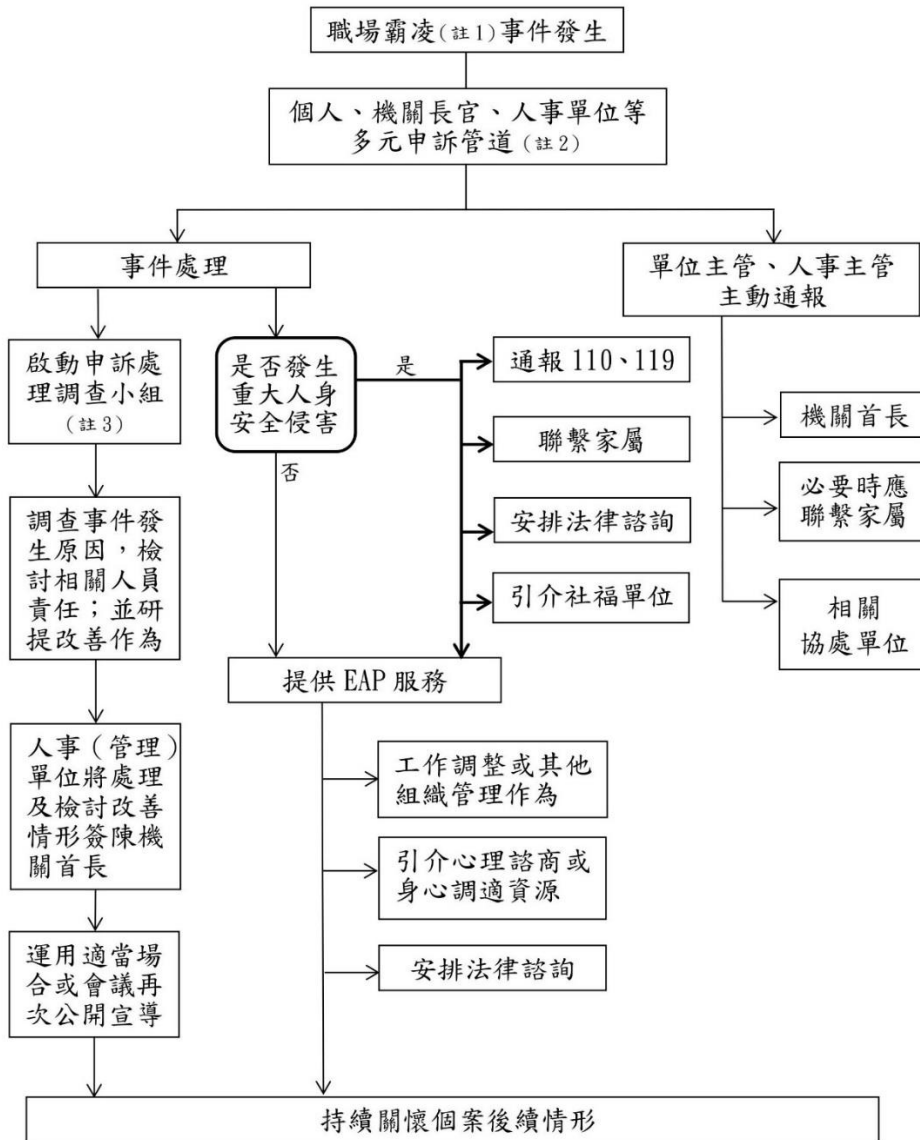 職場霸凌(註1)事件發生
個人、機關長官、人事單位等
多元申訴管道(註2)
事件處理
單位主管、人事主管
主動通報
啟動申訴處
理調查小組
(註3)
是否發生
重大人身
安全侵害
是
否
通報110、119
聯繫家屬
安排法律諮詢
引介社福單位
機關首長
必要時應
聯繫家屬
相關
協處單位
調查事件發
生原因，檢
討相關人員
責任；並研
提改善作為
提供EAP服務
人事（管理）
單位將處理
及檢討改善
情形簽陳機
關首長
工作調整或其他
組織管理作為
引介心理諮商或
身心調適資源
安排法律諮詢
運用適當場
合或會議再
次公開宣導
持續關懷個案後續情形